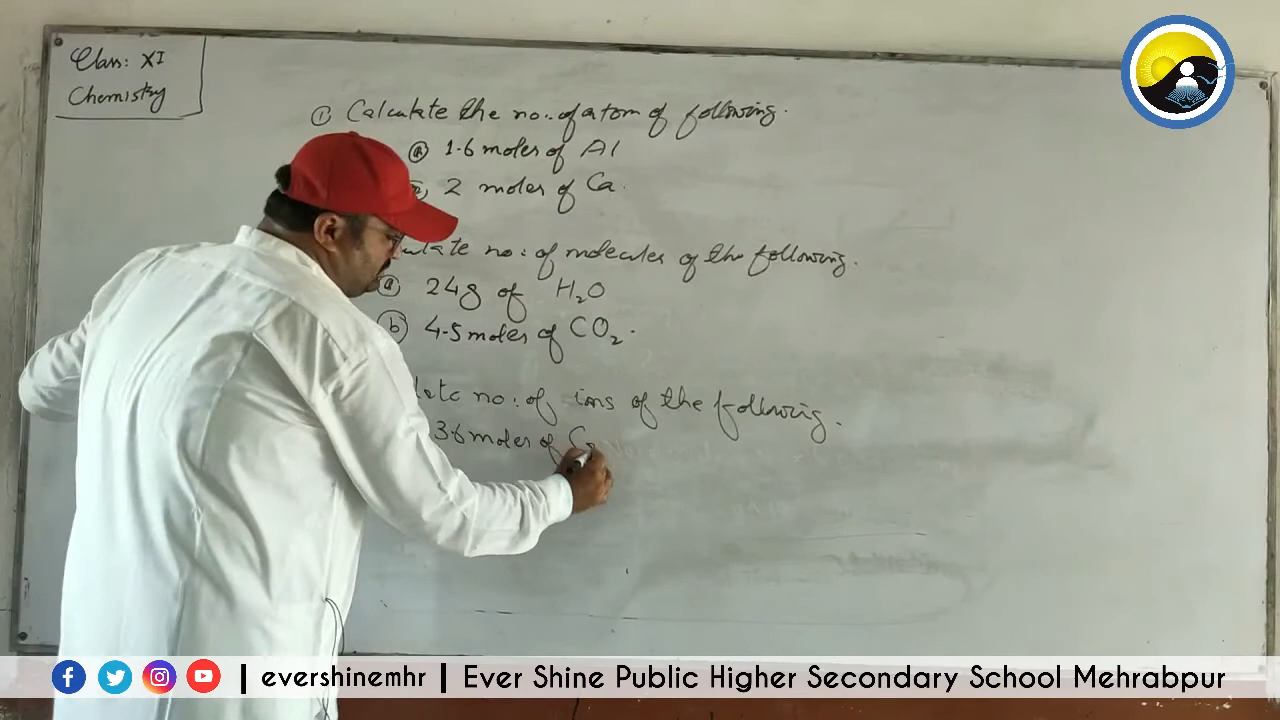 Class: XI
Chemistry
① Calculate the no: of atom of following.
ⓐ 1.6 moles of Al
2 moles of Ca.
ulate no: of molecules of the following.
ⓐ 24g of H₂O
ⓑ 4.5 moles of CO₂.
late no: of ions of the following.
3.6 moles of
| evershinemhr | Ever Shine Public Higher Secondary School Mehrabpur